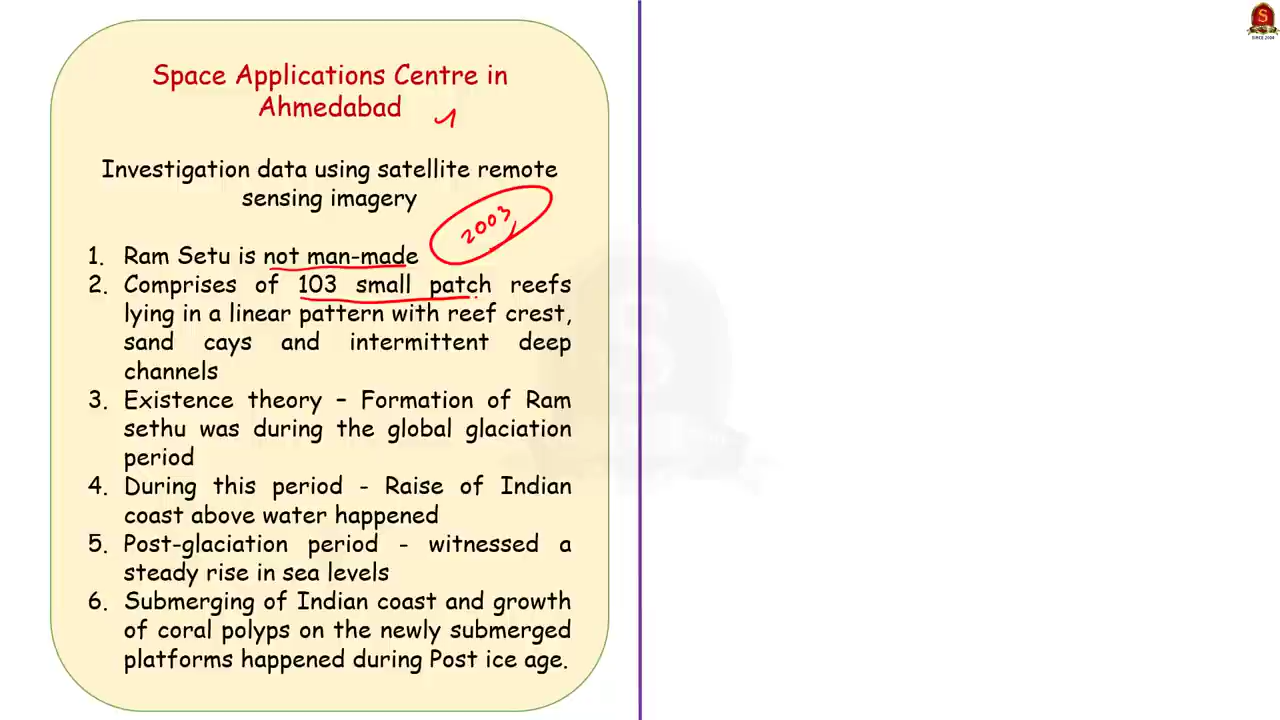 Space Applications Centre in
Ahmedabad
Investigation data using satellite remote
sensing imagery
2003
1. Ram Setu is not man-made
2. Comprises of 103 small patch reefs
lying in a linear pattern with reef crest,
sand cays and intermittent deep
channels
3. Existence theory – Formation of Ram
sethu was during the global glaciation
period
4. During this period - Raise of Indian
coast above water happened
5. Post-glaciation period - witnessed a
steady rise in sea levels
6. Submerging of Indian coast and growth
of coral polyps on the newly submerged
platforms happened during Post ice age.
S